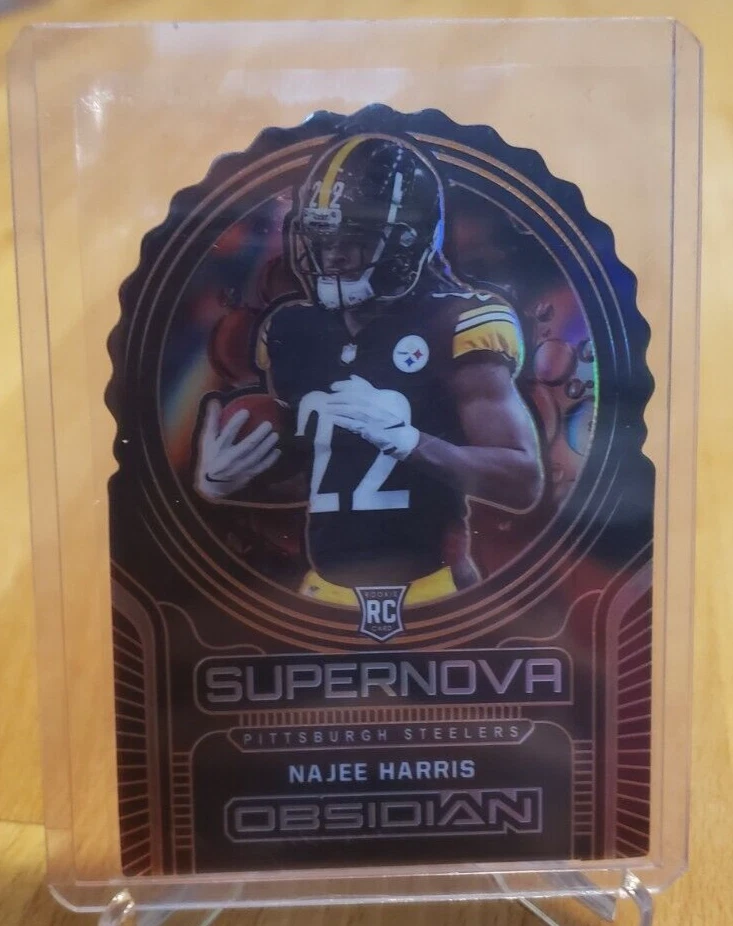 22
22
ROOKIE
RC
CARD
SUPERNOVA
PITTSBURGH STEELERS
NAJEE HARRIS
OBSIDIAN